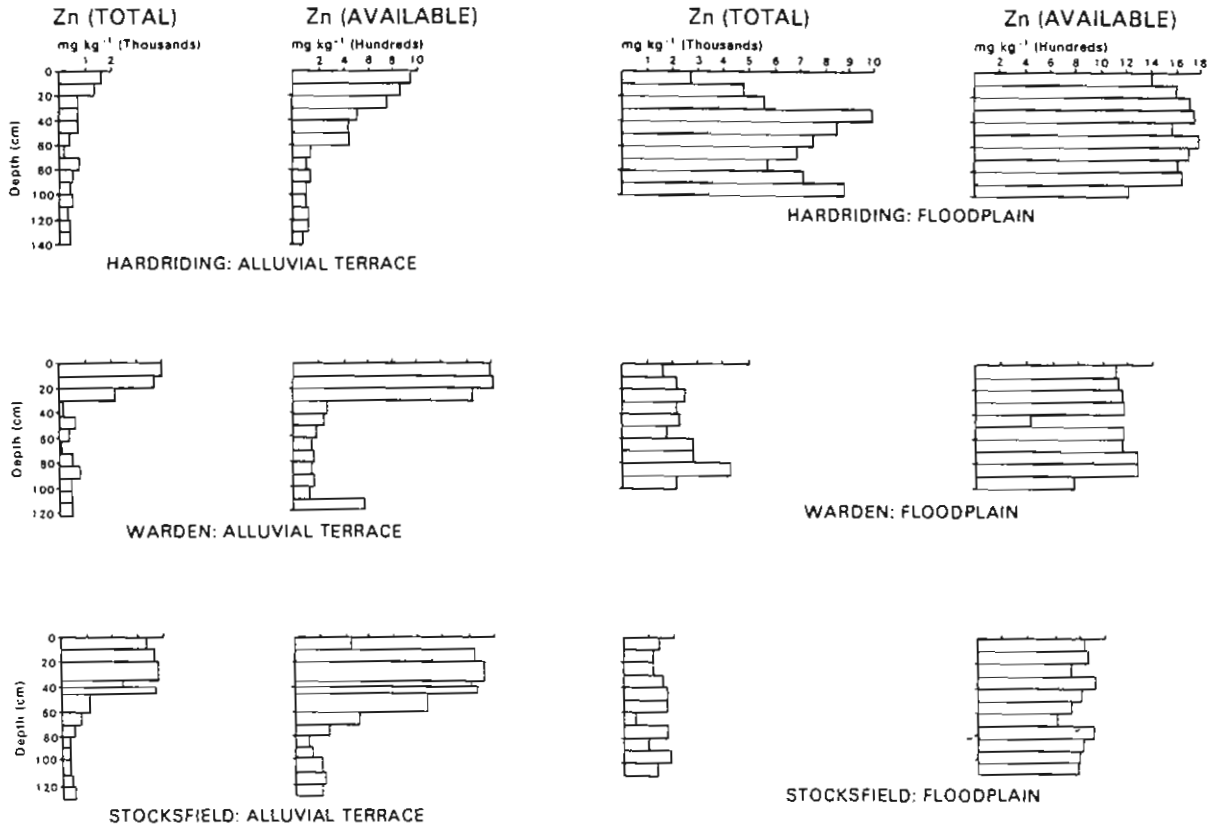 Zn (TOTAL) Zn (AVAILABLE) Zn (TOTAL) Zn (AVAILABLE)
mg kg⁻¹ (Thousands) mg kg⁻¹ (Hundreds) mg kg⁻¹ (Thousands) mg kg⁻¹ (Hundreds)
0 1 2
2 4 6 8 10
1 2 3 4 5 6 7 8 9 10
2 4 6 8 10 12 14 16 18
Depth (cm)
0
20
40
60
80
100
120
140
HARDRIDING: ALLUVIAL TERRACE
HARDRIDING: FLOODPLAIN
Depth (cm)
0
20
40
60
80
100
120
WARDEN: ALLUVIAL TERRACE
WARDEN: FLOODPLAIN
Depth (cm)
0
20
40
60
80
100
120
STOCKSFIELD: ALLUVIAL TERRACE
STOCKSFIELD: FLOODPLAIN